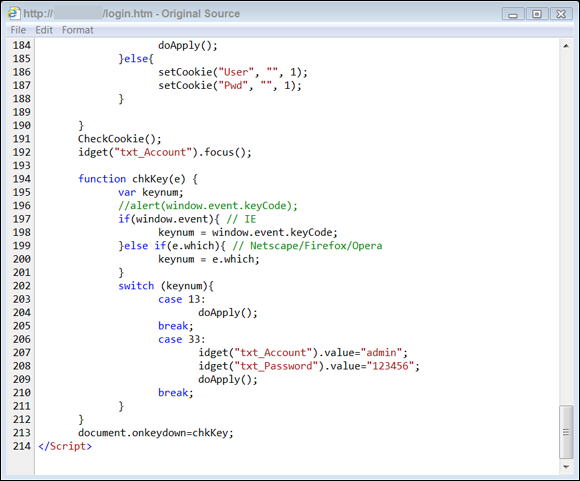 http:// /login.htm - Original Source
File Edit Format
184 doApply();
185 }else{
186 setCookie("User", "", 1);
187 setCookie("Pwd", "", 1);
188 }
189
190 }
191 CheckCookie();
192 idget("txt_Account").focus();
193
194 function chkKey(e) {
195 var keynum;
196 //alert(window.event.keyCode);
197 if(window.event){ // IE
198 keynum = window.event.keyCode;
199 }else if(e.which){ // Netscape/Firefox/Opera
200 keynum = e.which;
201 }
202 switch (keynum){
203 case 13:
204 doApply();
205 break;
206 case 33:
207 idget("txt_Account").value="admin";
208 idget("txt_Password").value="123456";
209 doApply();
210 break;
211 }
212 }
213 document.onkeydown=chkKey;
214 </Script>